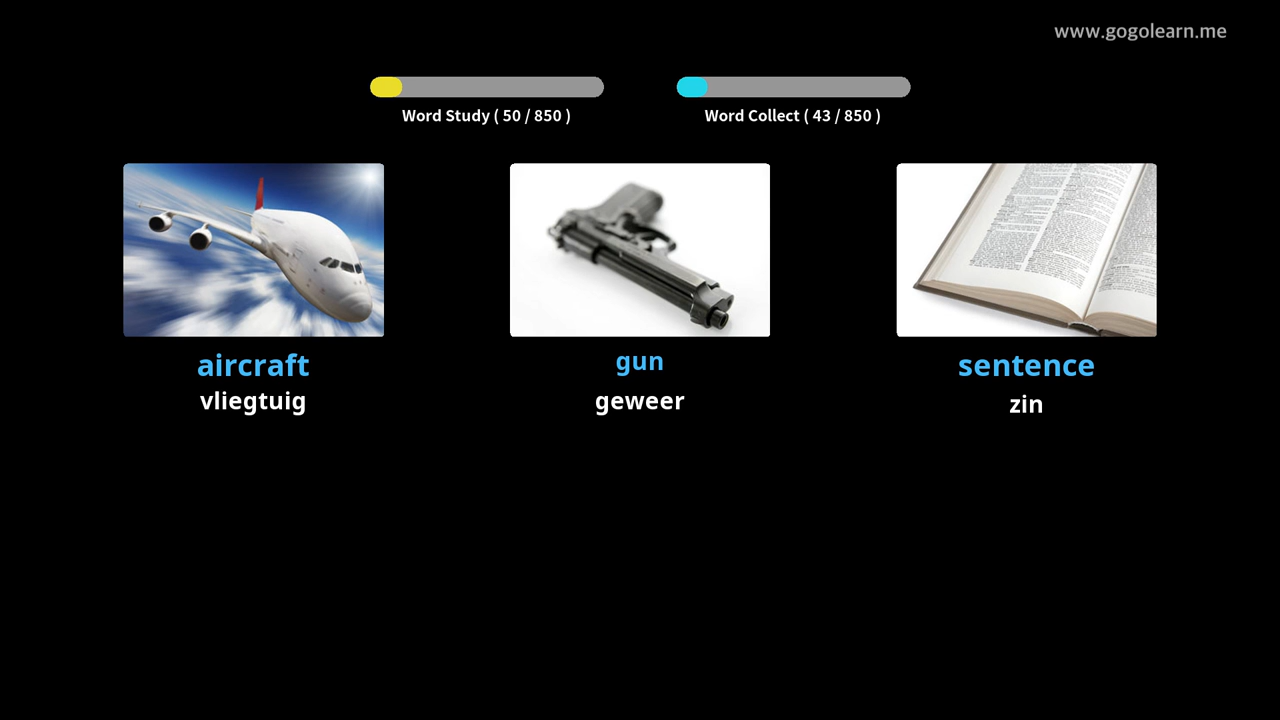 www.gogolearn.me
Word Study ( 50 / 850 )
Word Collect ( 43 / 850 )
aircraft
vliegtuig
gun
geweer
sentence
zin